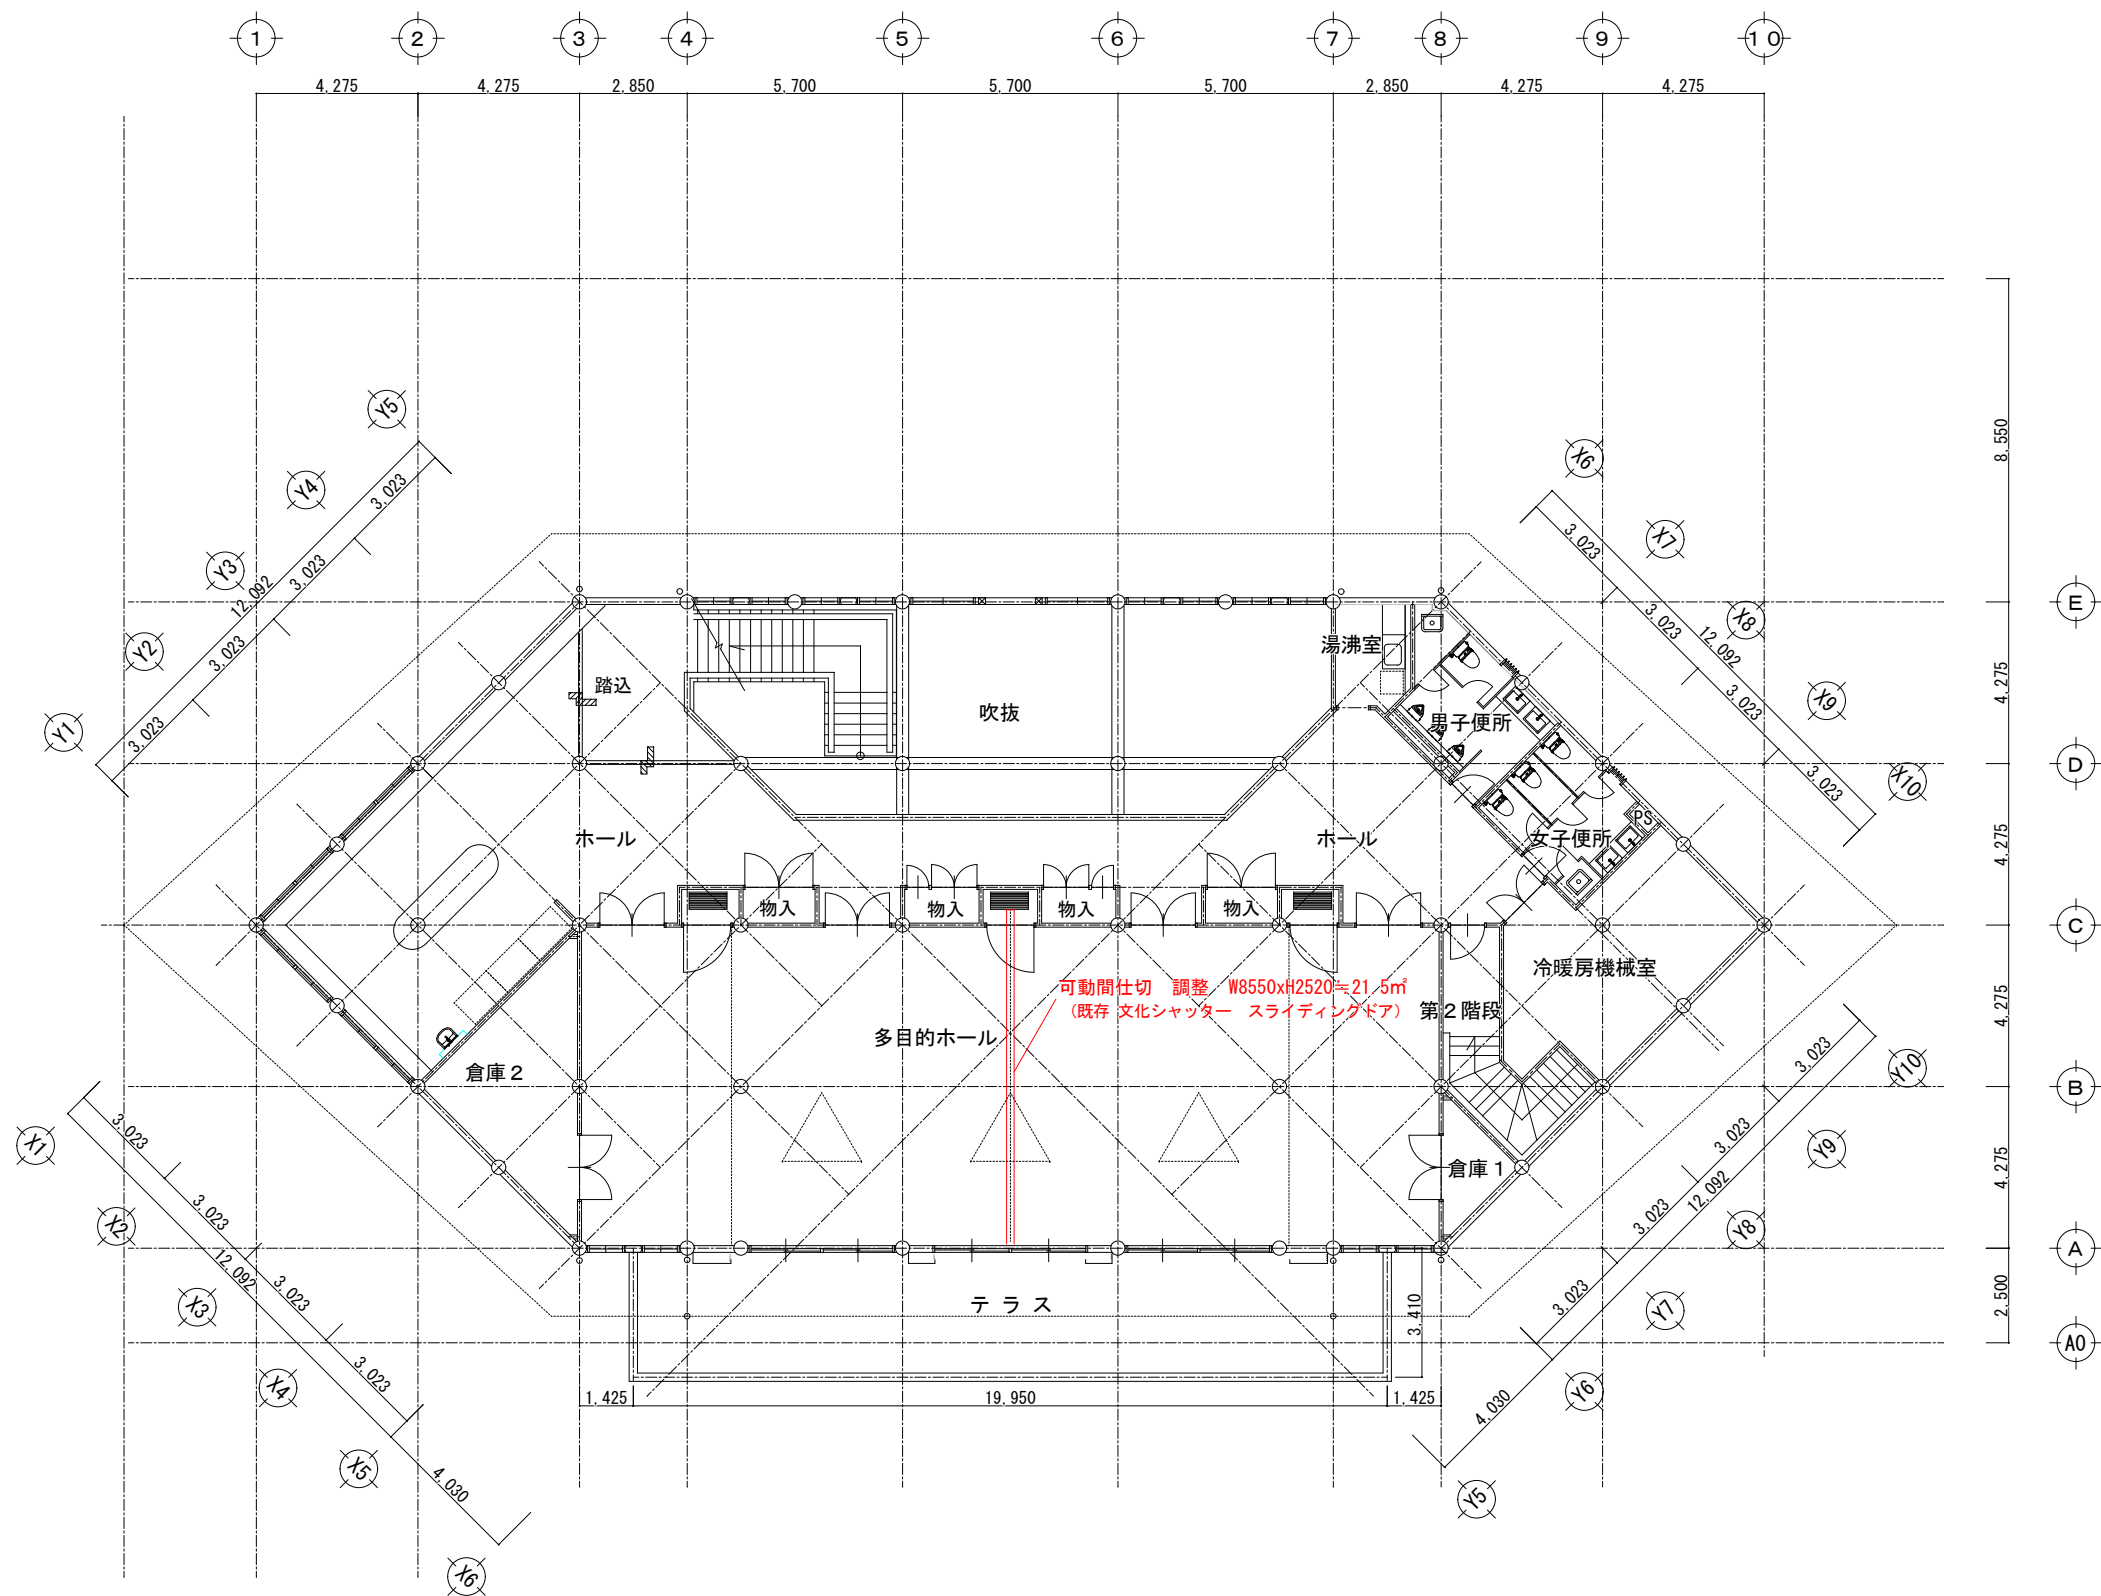 1 2 3 4 5 6 7 8 9 10
4,275 4,275 2,850 5,700 5,700 5,700 2,850 4,275 4,275
Y5
Y4
Y3
Y2
Y1
3,023
3,023
3,023
3,023
12,092
X6
X7
X8
X9
X10
3,023
3,023
3,023
3,023
12,092
8,550
E
4,275
D
4,275
C
4,275
B
4,275
A
2,500
A0
湯沸室
踏込
吹抜
男子便所
PS
女子便所
ホール
ホール
物入
物入
物入
物入
冷暖房機械室
可動間仕切 調整 W8550xH2520≒21.5㎡
(既存 文化シャッター スライディングドア)
第2階段
多目的ホール
倉庫2
倉庫1
テラス
3,410
1,425 19,950 1,425
X1
X2
X3
X4
X5
X6
3,023
3,023
3,023
3,023
12,092
4,030
Y10
Y9
Y8
Y7
Y6
Y5
3,023
3,023
3,023
3,023
12,092
4,030